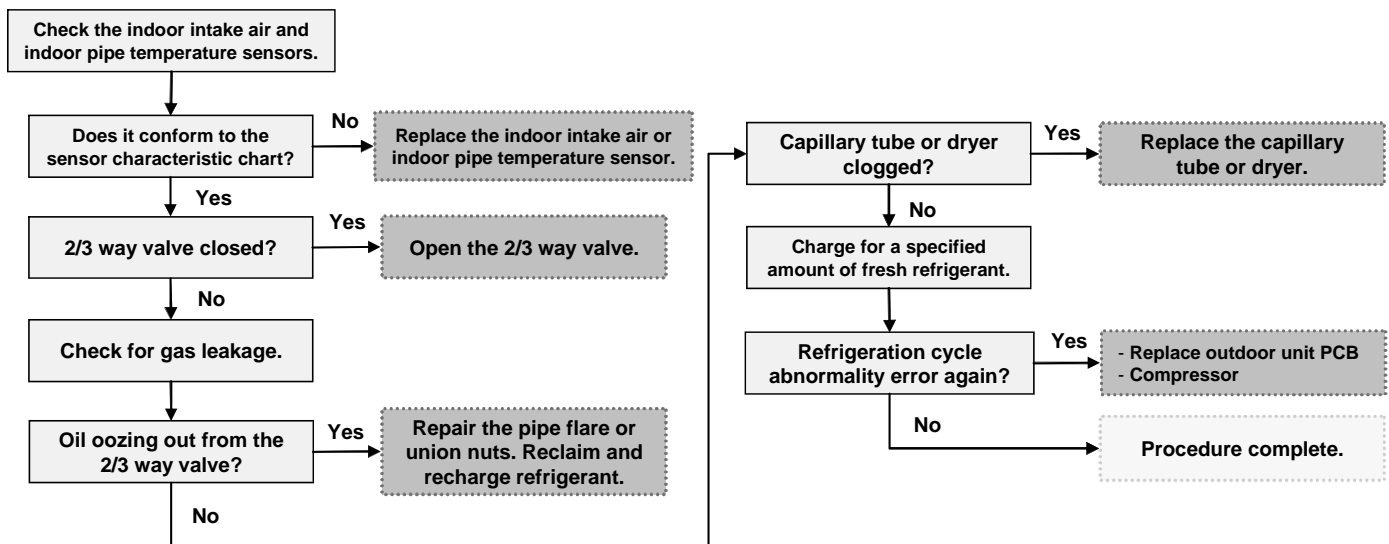 Check the indoor intake air and
indoor pipe temperature sensors.
Does it conform to the
sensor characteristic chart?
No
Replace the indoor intake air or
indoor pipe temperature sensor.
Yes
2/3 way valve closed?
Yes
Open the 2/3 way valve.
No
Check for gas leakage.
Oil oozing out from the
2/3 way valve?
Yes
Repair the pipe flare or
union nuts. Reclaim and
recharge refrigerant.
No
Capillary tube or dryer
clogged?
Yes
Replace the capillary
tube or dryer.
No
Charge for a specified
amount of fresh refrigerant.
Refrigeration cycle
abnormality error again?
Yes
- Replace outdoor unit PCB
- Compressor
No
Procedure complete.